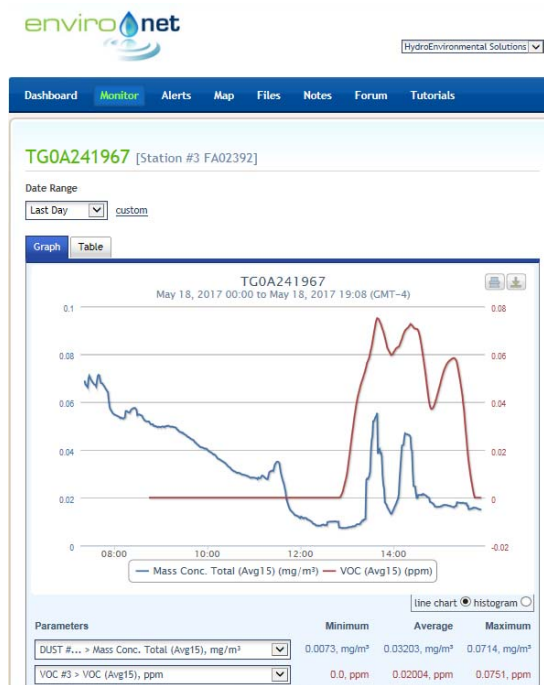 enviro net
HydroEnvironmental Solutions
Dashboard Monitor Alerts Map Files Notes Forum Tutorials
TG0A241967 [Station #3 FA02392]
Date Range
Last Day custom
Graph Table
TG0A241967
May 18, 2017 00:00 to May 18, 2017 19:08 (GMT-4)
0.1 0.08
0.08 0.06
0.06 0.04
0.04 0.02
0.02 0
0 -0.02
08:00 10:00 12:00 14:00
Mass Conc. Total (Avg15) (mg/m³) VOC (Avg15) (ppm)
line chart histogram
Parameters Minimum Average Maximum
DUST #... > Mass Conc. Total (Avg15), mg/m³ 0.0073, mg/m³ 0.03203, mg/m³ 0.0714, mg/m³
VOC #3 > VOC (Avg15), ppm 0.0, ppm 0.02004, ppm 0.0751, ppm